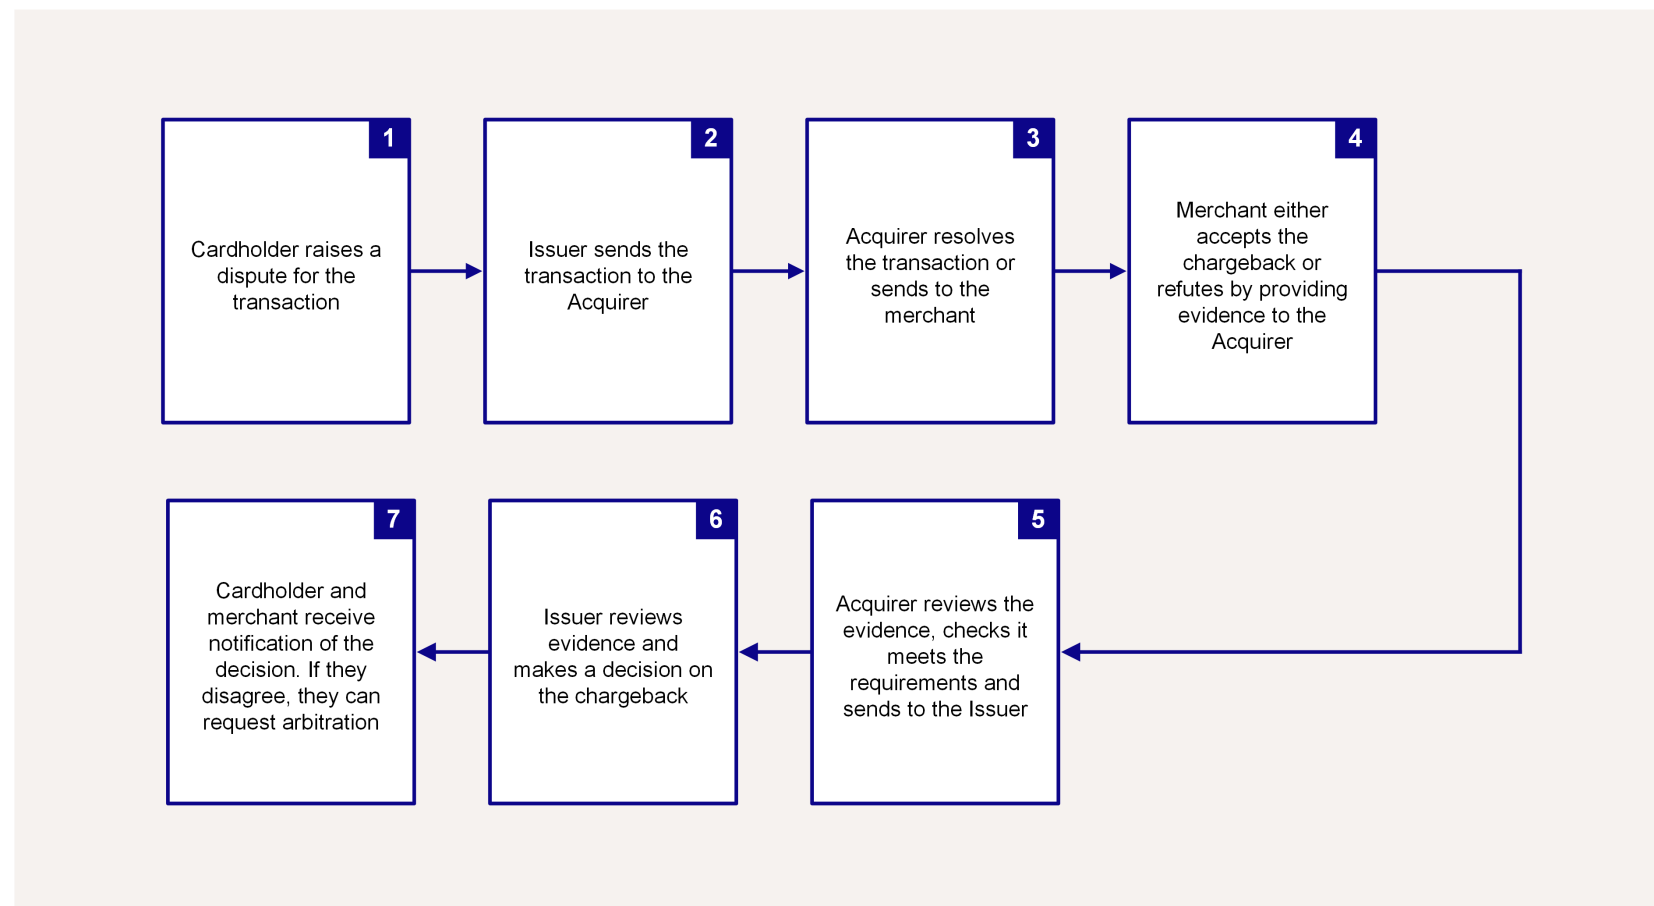 1
Cardholder raises a
dispute for the
transaction
2
Issuer sends the
transaction to the
Acquirer
3
Acquirer resolves
the transaction or
sends to the
merchant
4
Merchant either
accepts the
chargeback or
refutes by providing
evidence to the
Acquirer
5
Acquirer reviews the
evidence, checks it
meets the
requirements and
sends to the Issuer
6
Issuer reviews
evidence and
makes a decision on
the chargeback
7
Cardholder and
merchant receive
notification of the
decision. If they
disagree, they can
request arbitration